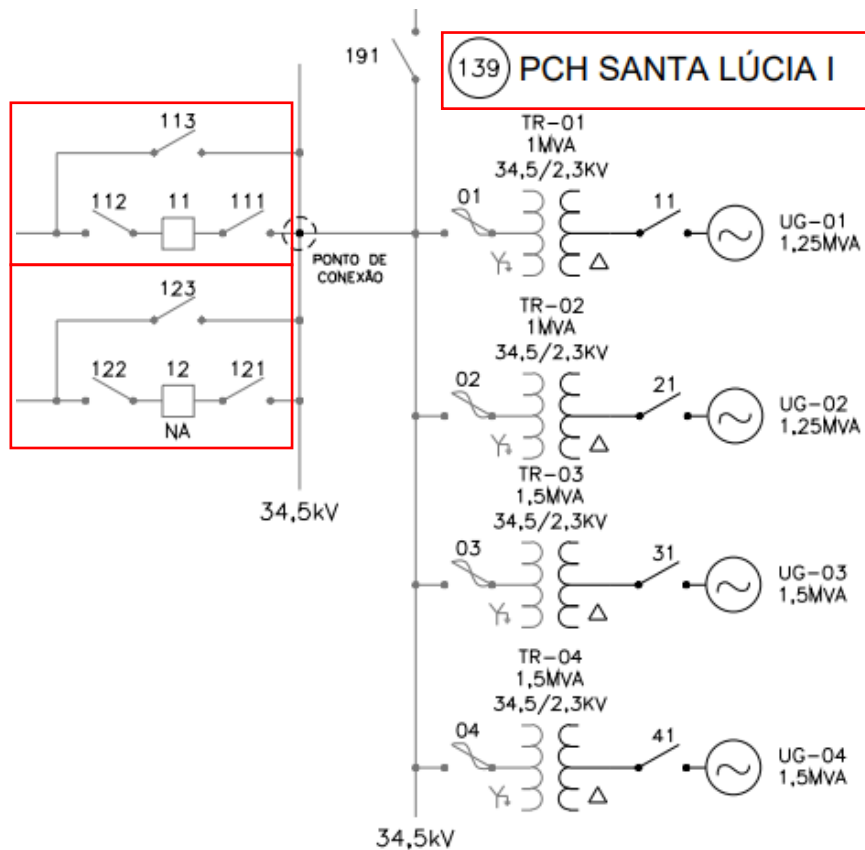 191
139 PCH SANTA LÚCIA I
113
112 11 111
PONTO DE
CONEXÃO
123
122 12 121
NA
34,5kV
TR-01
1MVA
34,5/2,3KV
01
11
UG-01
1,25MVA
TR-02
1MVA
34,5/2,3KV
02
21
UG-02
1,25MVA
TR-03
1,5MVA
34,5/2,3KV
03
31
UG-03
1,5MVA
TR-04
1,5MVA
34,5/2,3KV
04
41
UG-04
1,5MVA
34,5kV